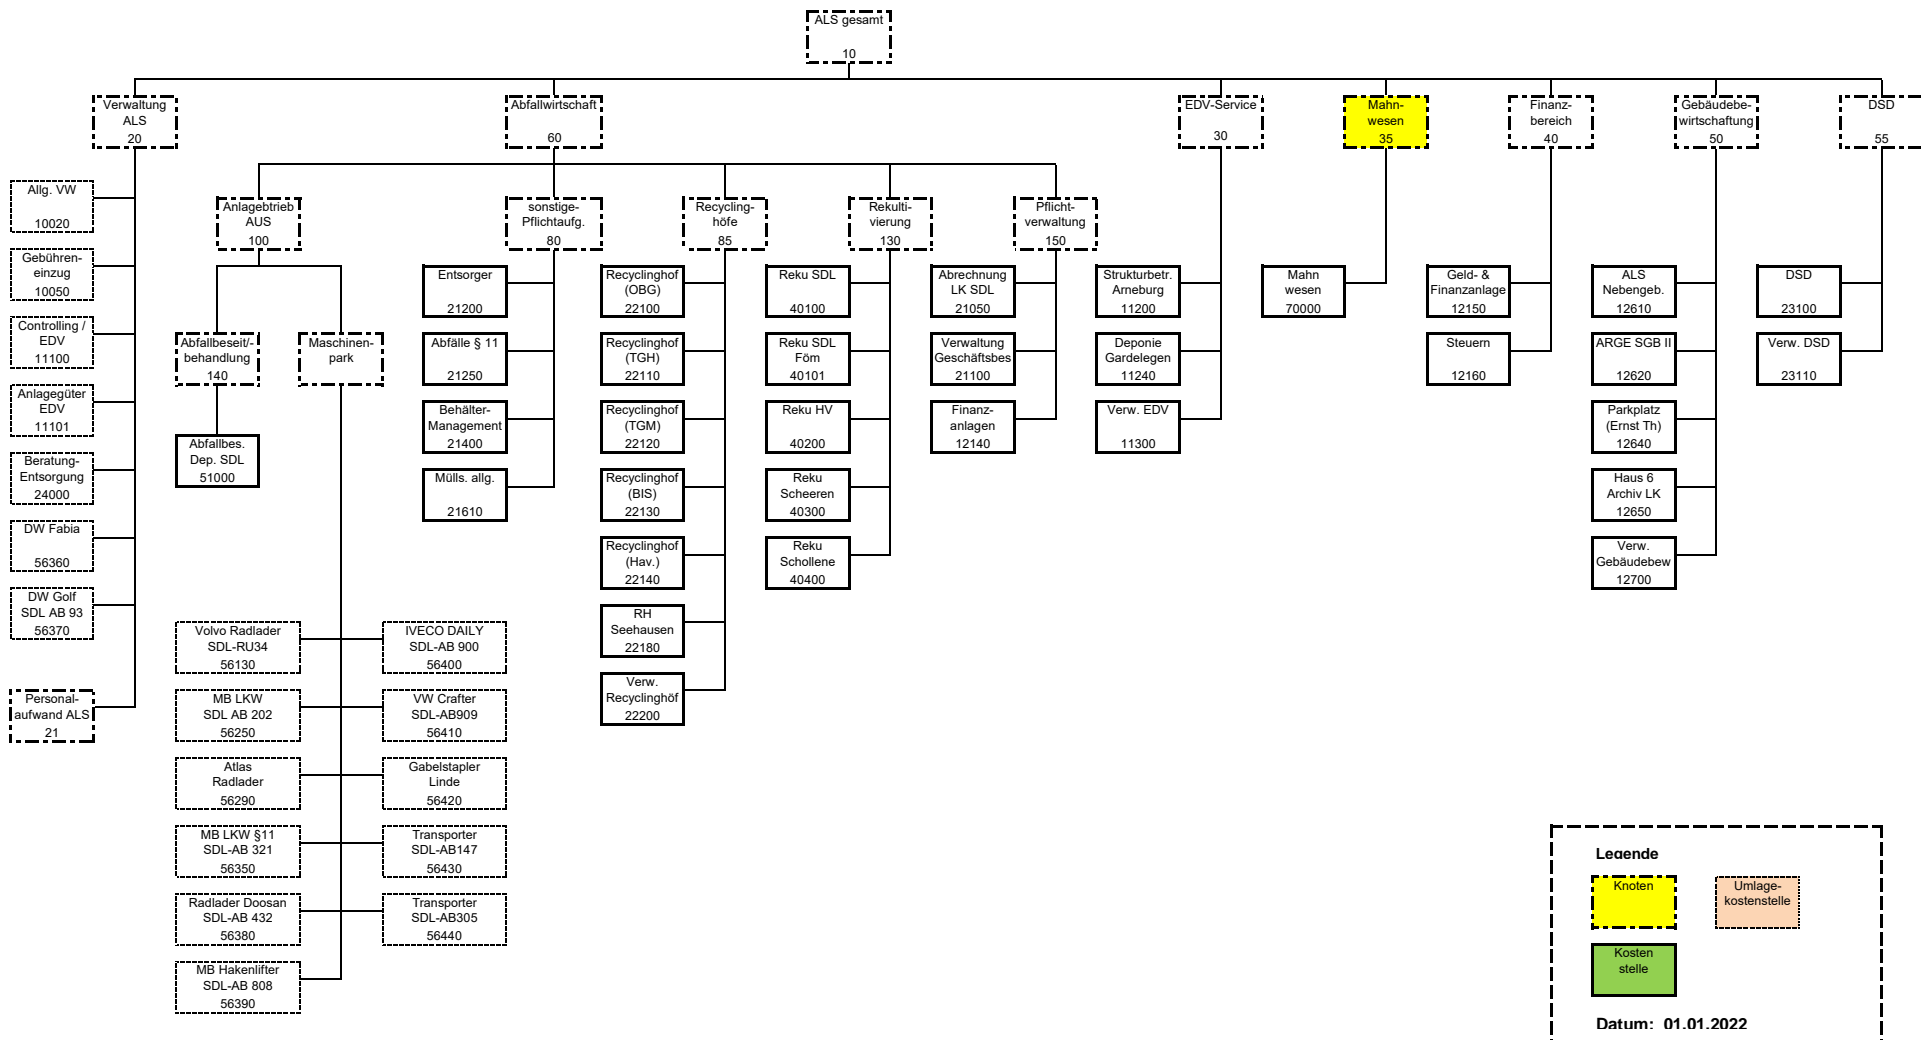 ALS gesamt
10
Verwaltung
ALS
20
Abfallwirtschaft
60
EDV-Service
30
Mahn-
wesen
35
Finanz-
bereich
40
Gebäudebe-
wirtschaftung
50
DSD
55
Allg. VW
10020
Gebühren-
einzug
10050
Controlling /
EDV
11100
Anlagegüter
EDV
11101
Beratung-
Entsorgung
24000
DW Fabia
56360
DW Golf
SDL AB 93
56370
Personal-
aufwand ALS
21
Anlagebtrieb
AUS
100
Abfallbeseit/-
behandlung
140
Maschinen-
park
Abfallbes.
Dep. SDL
51000
Volvo Radlader
SDL-RU34
56130
IVECO DAILY
SDL-AB 900
56400
MB LKW
SDL AB 202
56250
VW Crafter
SDL-AB909
56410
Atlas
Radlader
56290
Gabelstapler
Linde
56420
MB LKW §11
SDL-AB 321
56350
Transporter
SDL-AB147
56430
Radlader Doosan
SDL-AB 432
56380
Transporter
SDL-AB305
56440
MB Hakenlifter
SDL-AB 808
56390
sonstige-
Pflichtaufg.
80
Entsorger
21200
Abfälle § 11
21250
Behälter-
Management
21400
Mülls. allg.
21610
Recycling-
höfe
85
Recyclinghof
(OBG)
22100
Recyclinghof
(TGH)
22110
Recyclinghof
(TGM)
22120
Recyclinghof
(BIS)
22130
Recyclinghof
(Hav.)
22140
RH
Seehausen
22180
Verw.
Recyclinghöf
22200
Rekulti-
vierung
130
Reku SDL
40100
Reku SDL
Föm
40101
Reku HV
40200
Reku
Scheeren
40300
Reku
Schollene
40400
Pflicht-
verwaltung
150
Abrechnung
LK SDL
21050
Verwaltung
Geschäftsbes
21100
Finanz-
anlagen
12140
Strukturbetr.
Arneburg
11200
Deponie
Gardelegen
11240
Verw. EDV
11300
Mahn
wesen
70000
Geld- &
Finanzanlage
12150
Steuern
12160
ALS
Nebengeb.
12610
ARGE SGB II
12620
Parkplatz
(Ernst Th)
12640
Haus 6
Archiv LK
12650
Verw.
Gebäudebew
12700
DSD
23100
Verw. DSD
23110
Legende
Knoten
Umlage-
kostenstelle
Kosten
stelle
Datum: 01.01.2022